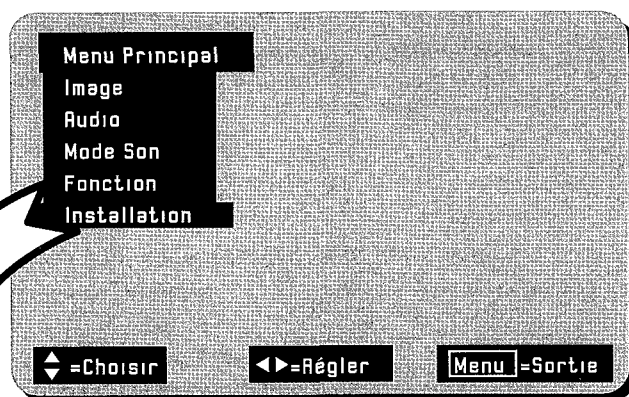 Menu Principal
Image
Audio
Mode Son
Fonction
Installation
=Choisir ◀▶=Régler Menu =Sortie